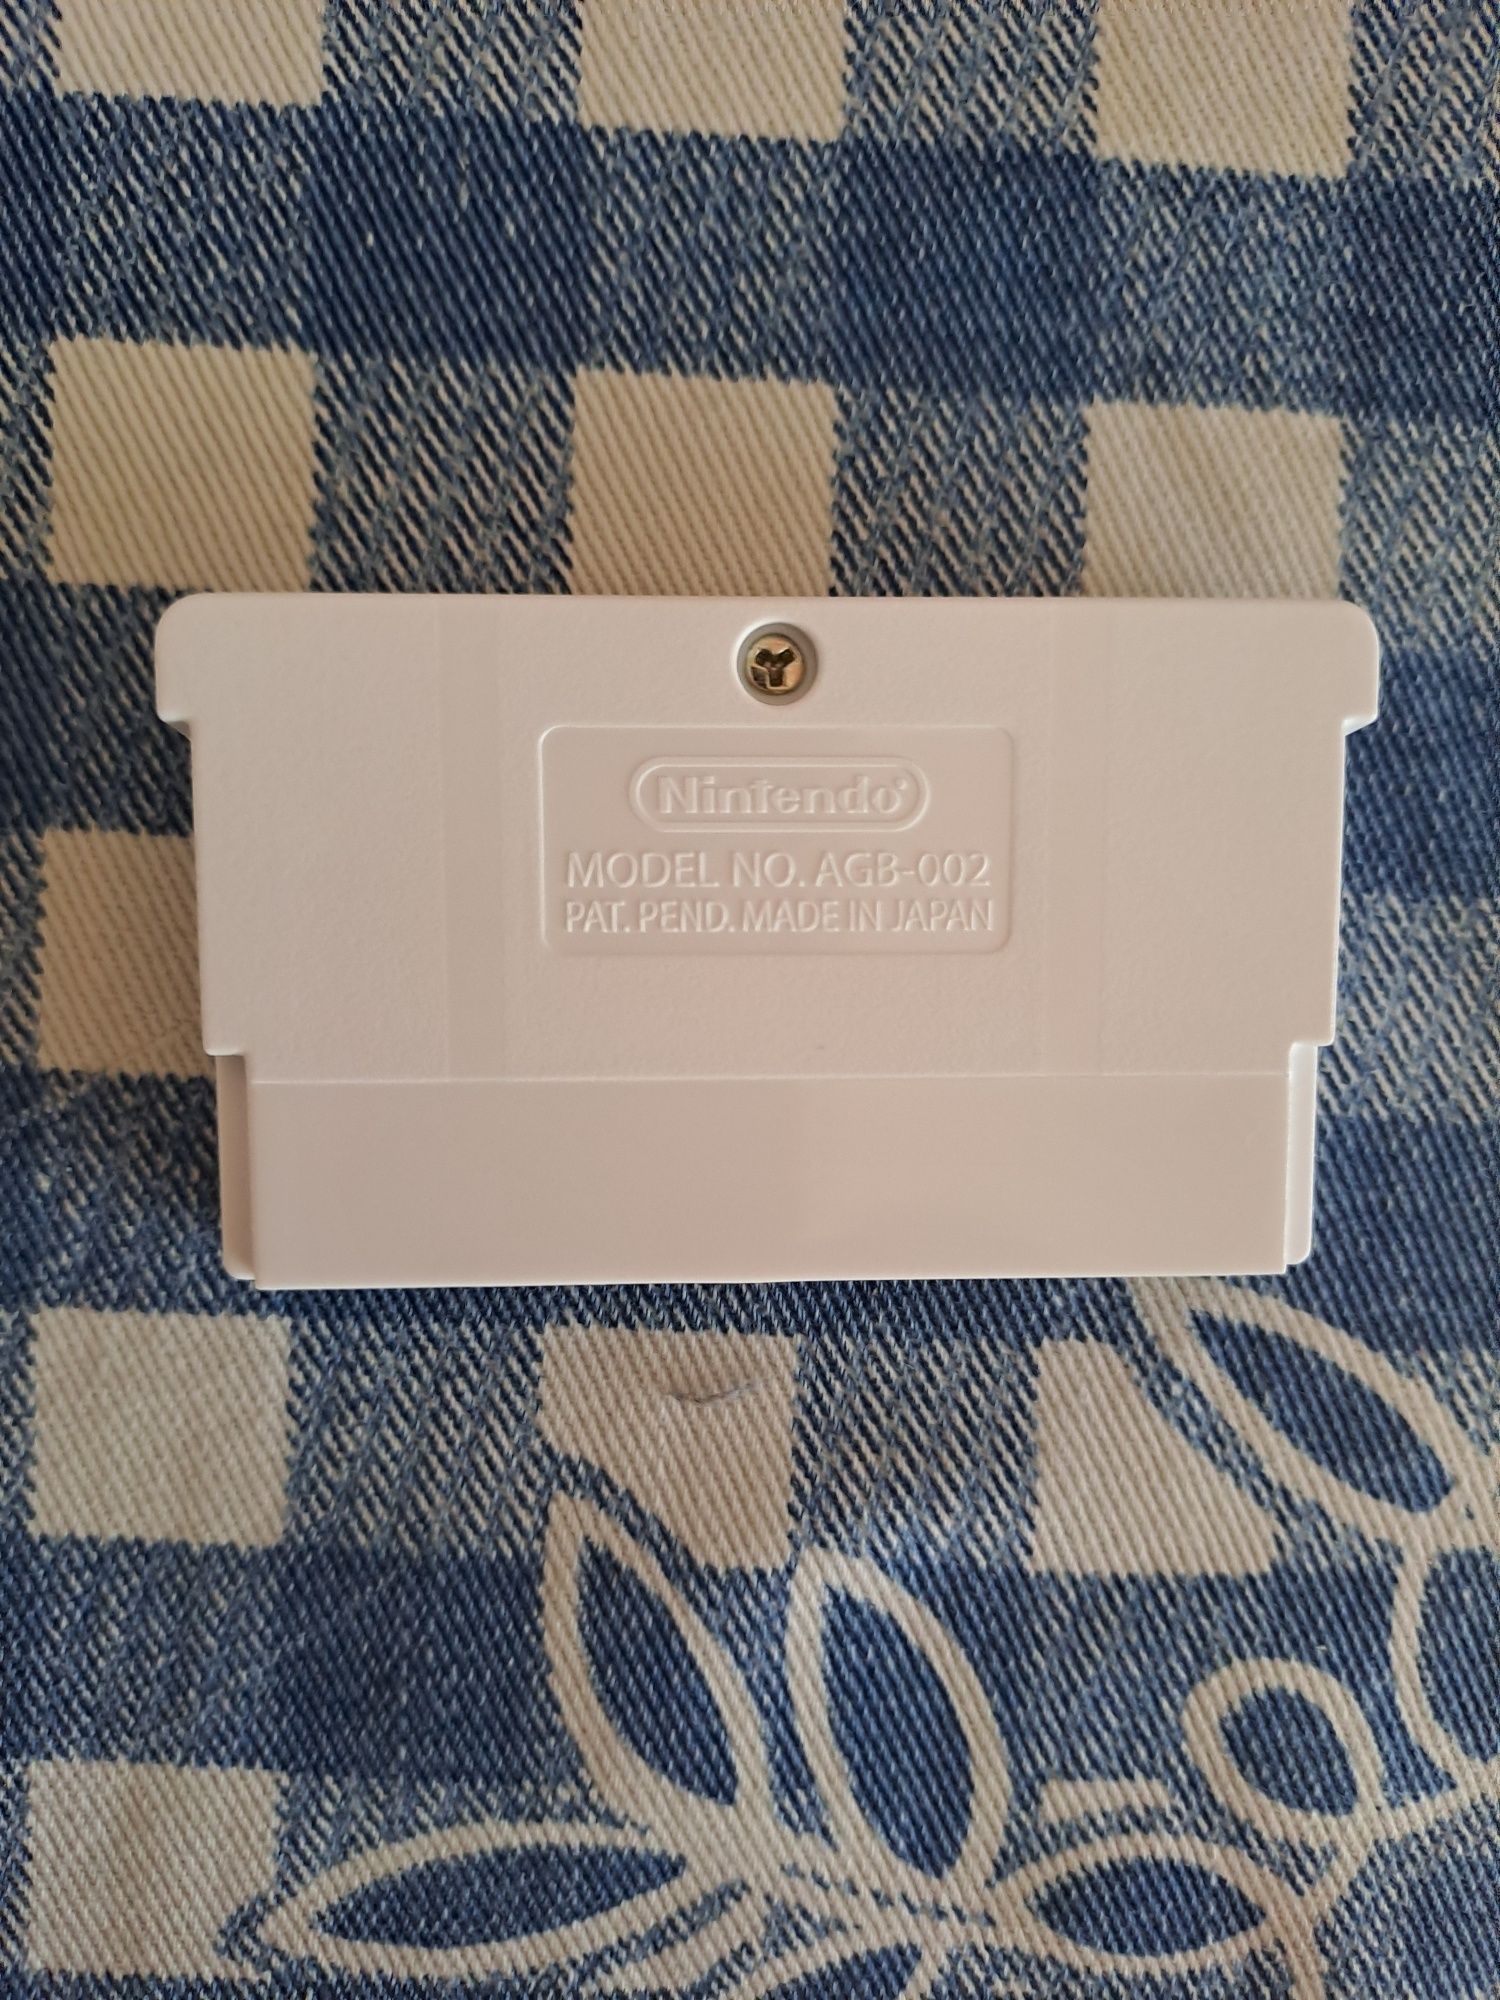 Nintendo®
MODEL NO. AGB-002
PAT. PEND. MADE IN JAPAN